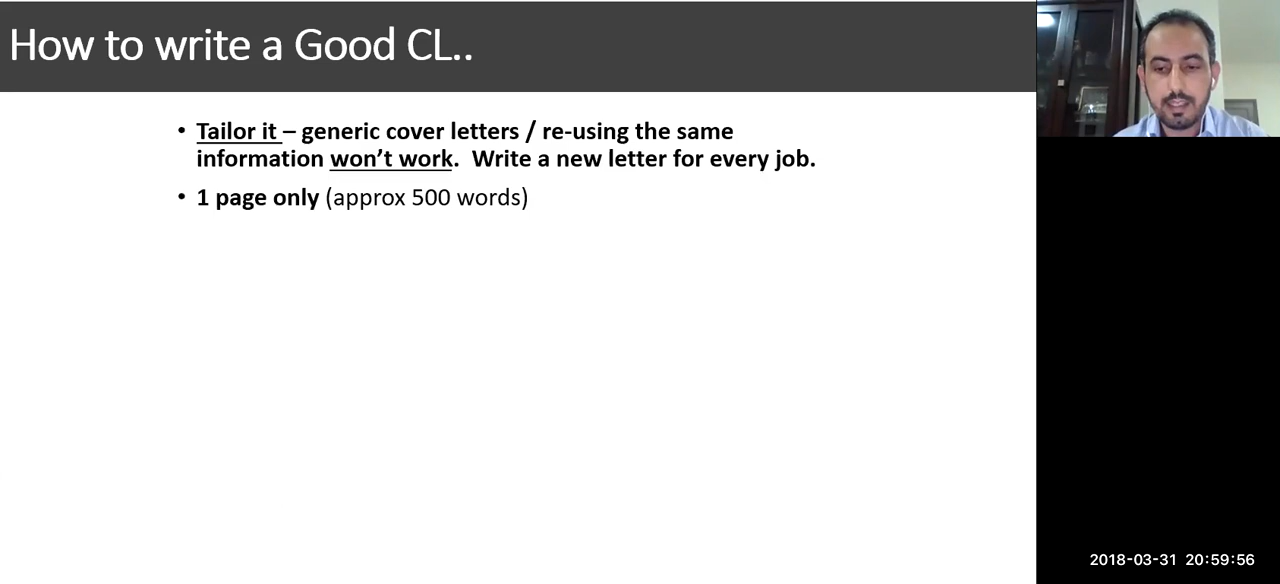 How to write a Good CL..
• Tailor it – generic cover letters / re-using the same
information won’t work.  Write a new letter for every job.
• 1 page only (approx 500 words)
2018-03-31 20:59:56